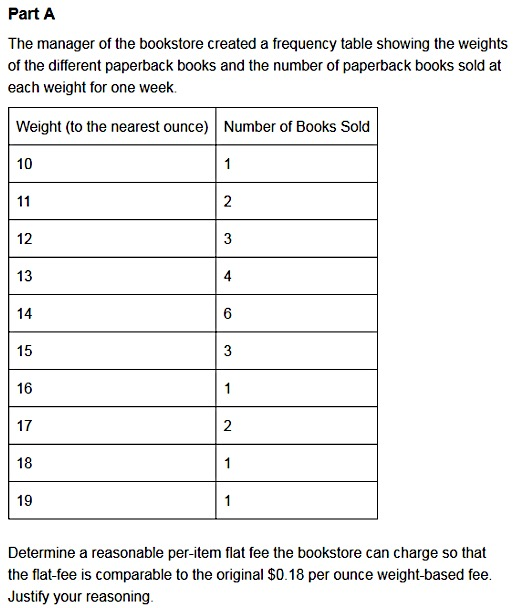 Part A
The manager of the bookstore created a frequency table showing the weights
of the different paperback books and the number of paperback books sold at
each weight for one week.
Weight (to the nearest ounce) Number of Books Sold
10 1
11 2
12 3
13 4
14 6
15 3
16 1
17 2
18 1
19 1
Determine a reasonable per-item flat fee the bookstore can charge so that
the flat-fee is comparable to the original $0.18 per ounce weight-based fee.
Justify your reasoning.